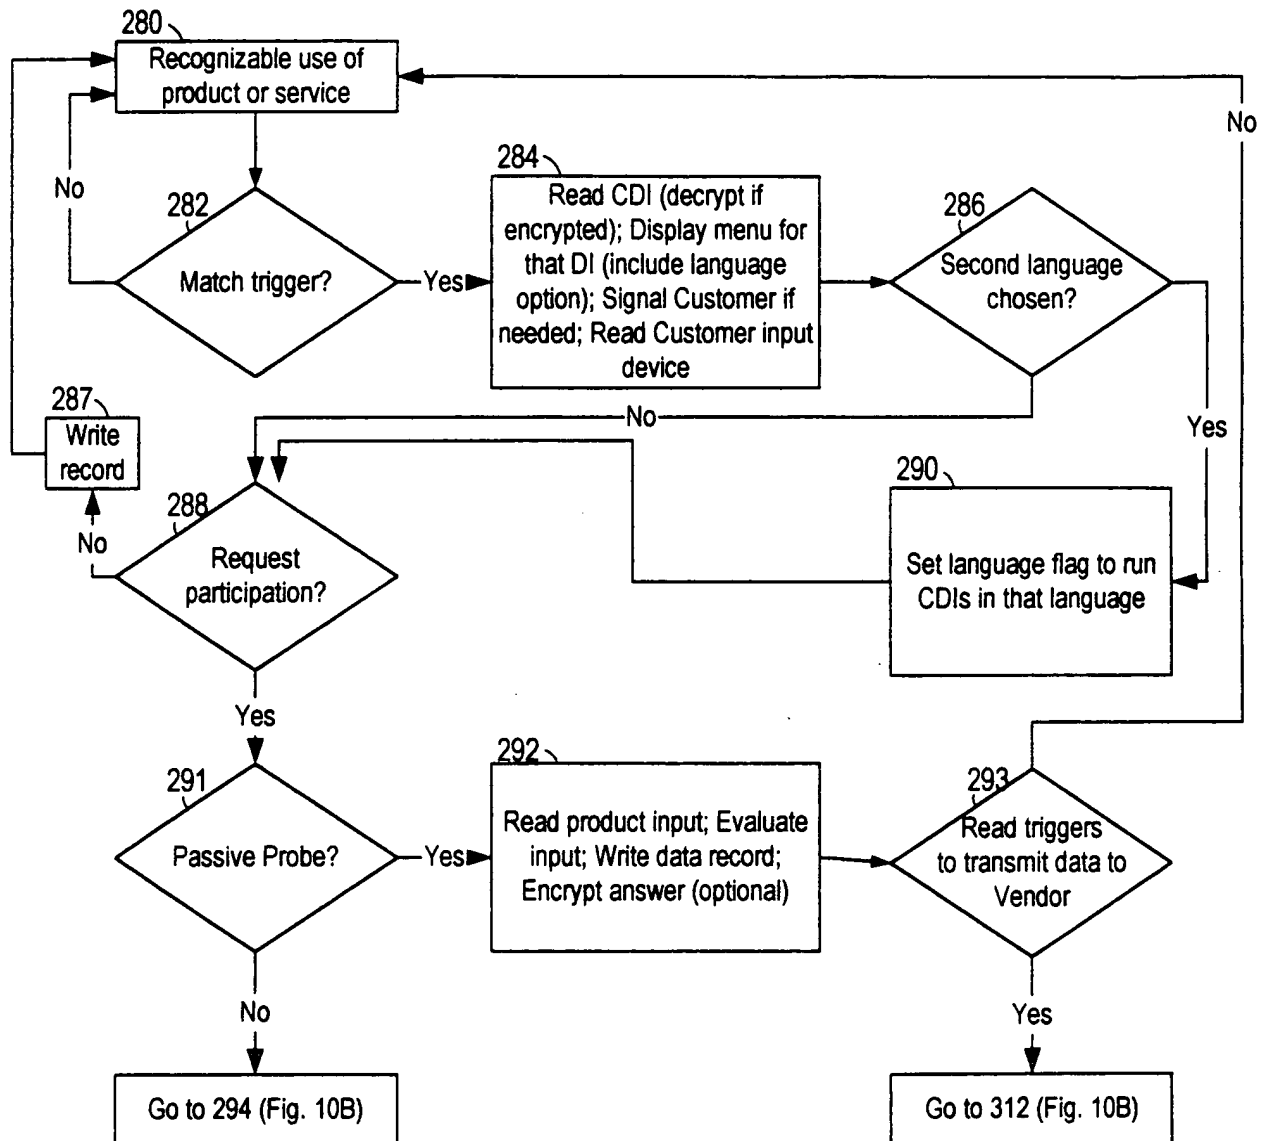 280
Recognizable use of
product or service
No
No
284
282
Match trigger?
Yes
Read CDI (decrypt if
encrypted); Display menu for
that DI (include language
option); Signal Customer if
needed; Read Customer input
device
286
Second language
chosen?
287
Write
record
No
Yes
288
Request
participation?
No
290
Set language flag to run
CDIs in that language
Yes
291
Passive Probe?
Yes
292
Read product input; Evaluate
input; Write data record;
Encrypt answer (optional)
293
Read triggers
to transmit data to
Vendor
No
Yes
Go to 294 (Fig. 10B)
Go to 312 (Fig. 10B)